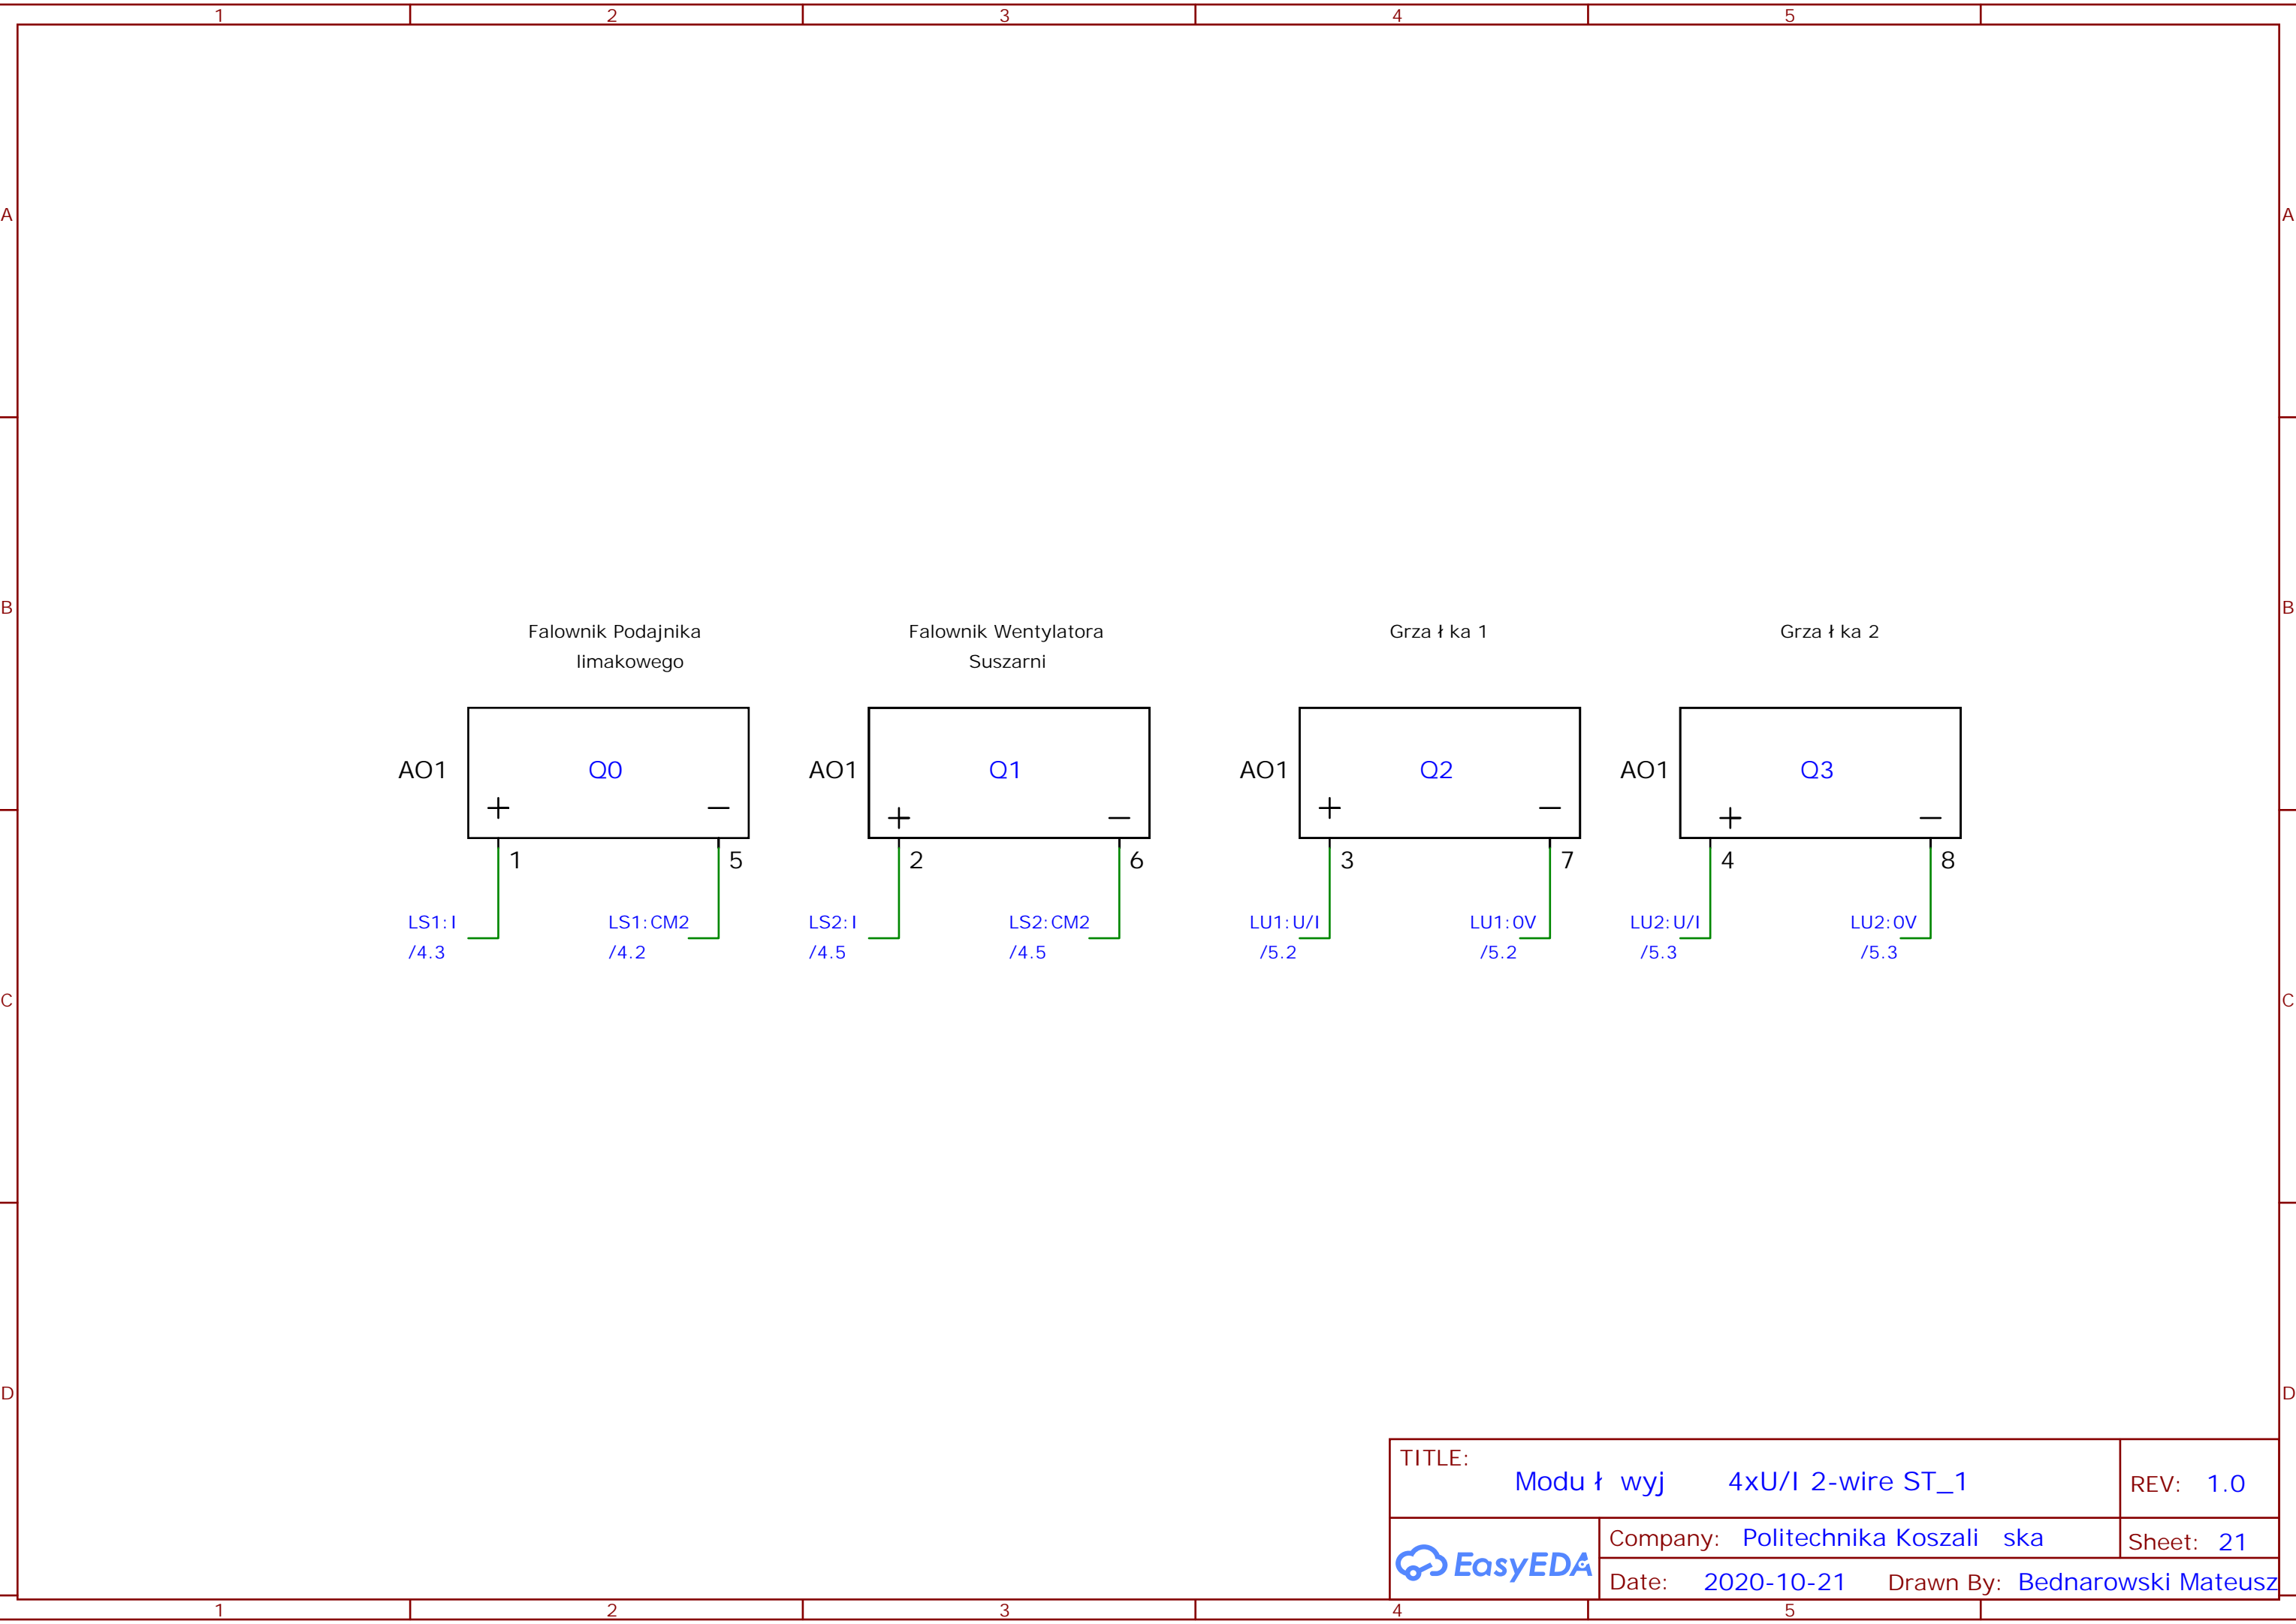 1 2 3 4 5
A A
B B
Falownik Podajnika
limakowego
Falownik Wentylatora
Suszarni
Grza ł ka 1
Grza ł ka 2
AO1 Q0 AO1 Q1 AO1 Q2 AO1 Q3
+ − + − + − + −
1 5 2 6 3 7 4 8
LS1:I LS1:CM2 LS2:I LS2:CM2 LU1:U/I LU1:0V LU2:U/I LU2:0V
/4.3 /4.2 /4.5 /4.5 /5.2 /5.2 /5.3 /5.3
C C
D D
TITLE:
Modu ł wyj 4xU/I 2-wire ST_1
REV: 1.0
EasyEDA
Company: Politechnika Koszali ska
Sheet: 21
Date: 2020-10-21 Drawn By: Bednarowski Mateusz
1 2 3 4 5